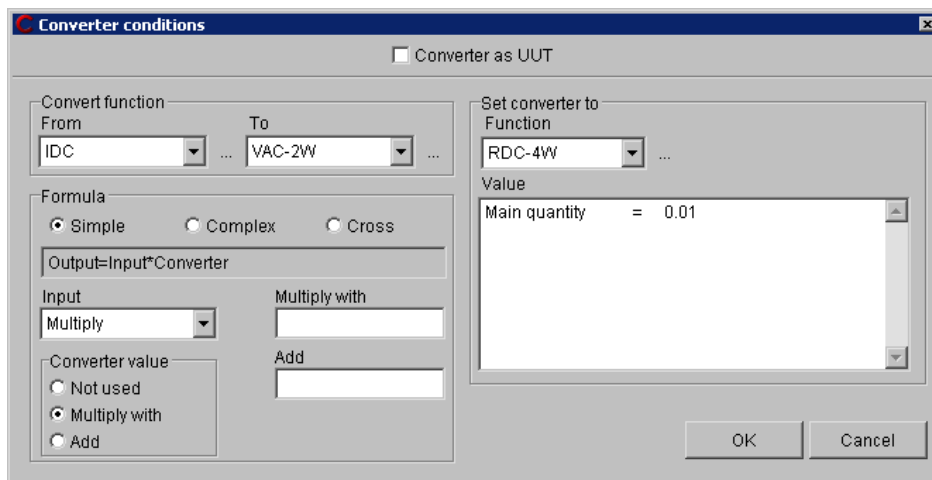 Converter conditions
Converter as UUT
Convert function
From To
IDC ... VAC-2W ...
Formula
Simple Complex Cross
Output=Input*Converter
Input Multiply with
Multiply
Converter value Add
Not used
Multiply with
Add
Set converter to
Function
RDC-4W ...
Value
Main quantity = 0.01
OK Cancel